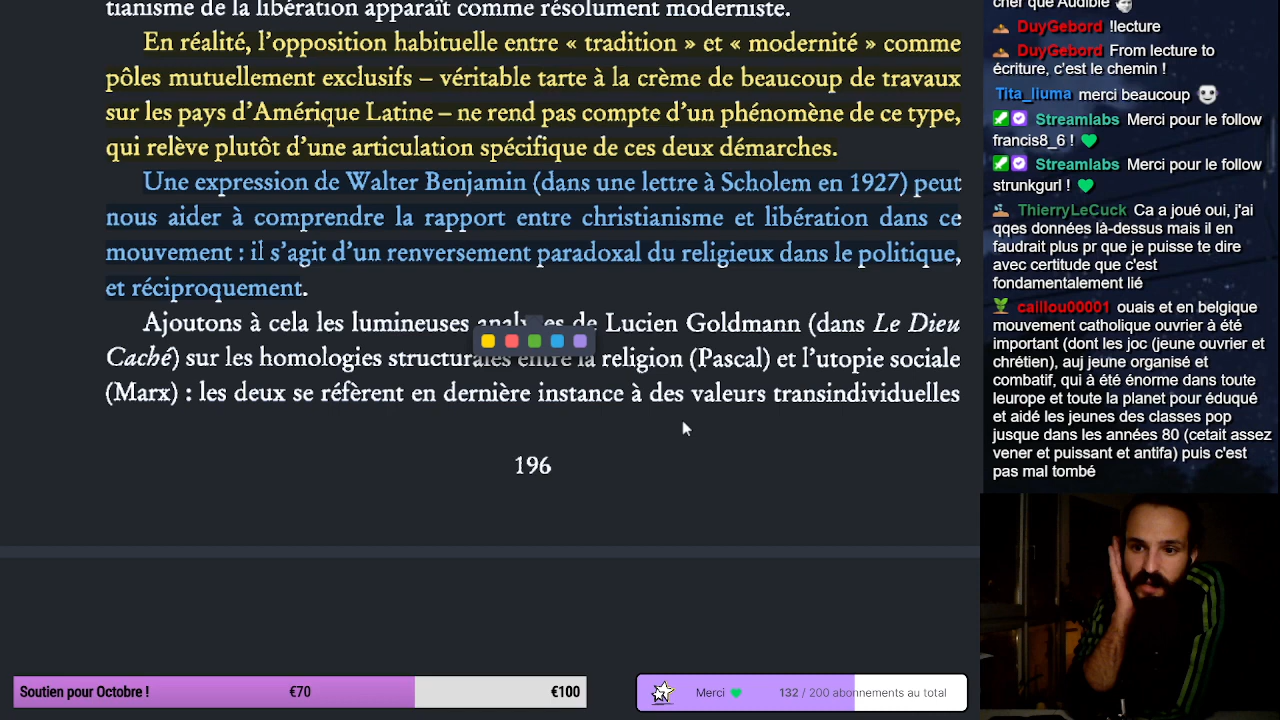 tianisme de la libération apparaît comme résolument moderniste.
En réalité, l'opposition habituelle entre « tradition » et « modernité » comme
pôles mutuellement exclusifs – véritable tarte à la crème de beaucoup de travaux
sur les pays d'Amérique Latine – ne rend pas compte d'un phénomène de ce type,
qui relève plutôt d'une articulation spécifique de ces deux démarches.
Une expression de Walter Benjamin (dans une lettre à Scholem en 1927) peut
nous aider à comprendre la rapport entre christianisme et libération dans ce
mouvement : il s'agit d'un renversement paradoxal du religieux dans le politique,
et réciproquement.
Ajoutons à cela les lumineuses analyses de Lucien Goldmann (dans Le Dieu
Caché) sur les homologies structurales entre la religion (Pascal) et l'utopie sociale
(Marx) : les deux se réfèrent en dernière instance à des valeurs transindividuelles
196
cher que Audible
DuyGebord !lecture
DuyGebord From lecture to
écriture, c'est le chemin !
Tita_liuma merci beaucoup
Streamlabs Merci pour le follow
francis8_6 !
Streamlabs Merci pour le follow
strunkgurl !
ThierryLeCuck Ca a joué oui, j'ai
qqes données là-dessus mais il en
faudrait plus pr que je puisse te dire
avec certitude que c'est
fondamentalement lié
caillou00001 ouais et en belgique
mouvement catholique ouvrier à été
important (dont les joc (jeune ouvrier et
chrétien), auj jeune organisé et
combatif, qui à été énorme dans toute
leurope et toute la planet pour éduqué
et aidé les jeunes des classes pop
jusque dans les années 80 (cetait assez
vener et puissant et antifa) puis c'est
pas mal tombé
Soutien pour Octobre ! €70 €100
Merci 132 / 200 abonnements au total